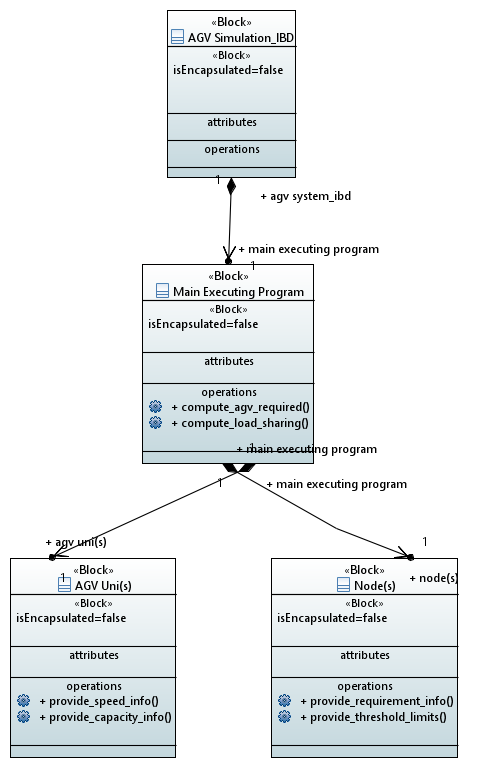 «Block»
AGV Simulation_IBD
«Block»
isEncapsulated=false
attributes
operations
1
+ agv system_ibd
+ main executing program
1
«Block»
Main Executing Program
«Block»
isEncapsulated=false
attributes
operations
+ compute_agv_required()
+ compute_load_sharing()
1
+ main executing program
1
+ main executing program
+ agv uni(s)
1
1
+ node(s)
«Block»
AGV Uni(s)
«Block»
isEncapsulated=false
attributes
operations
+ provide_speed_info()
+ provide_capacity_info()
«Block»
Node(s)
«Block»
isEncapsulated=false
attributes
operations
+ provide_requirement_info()
+ provide_threshold_limits()